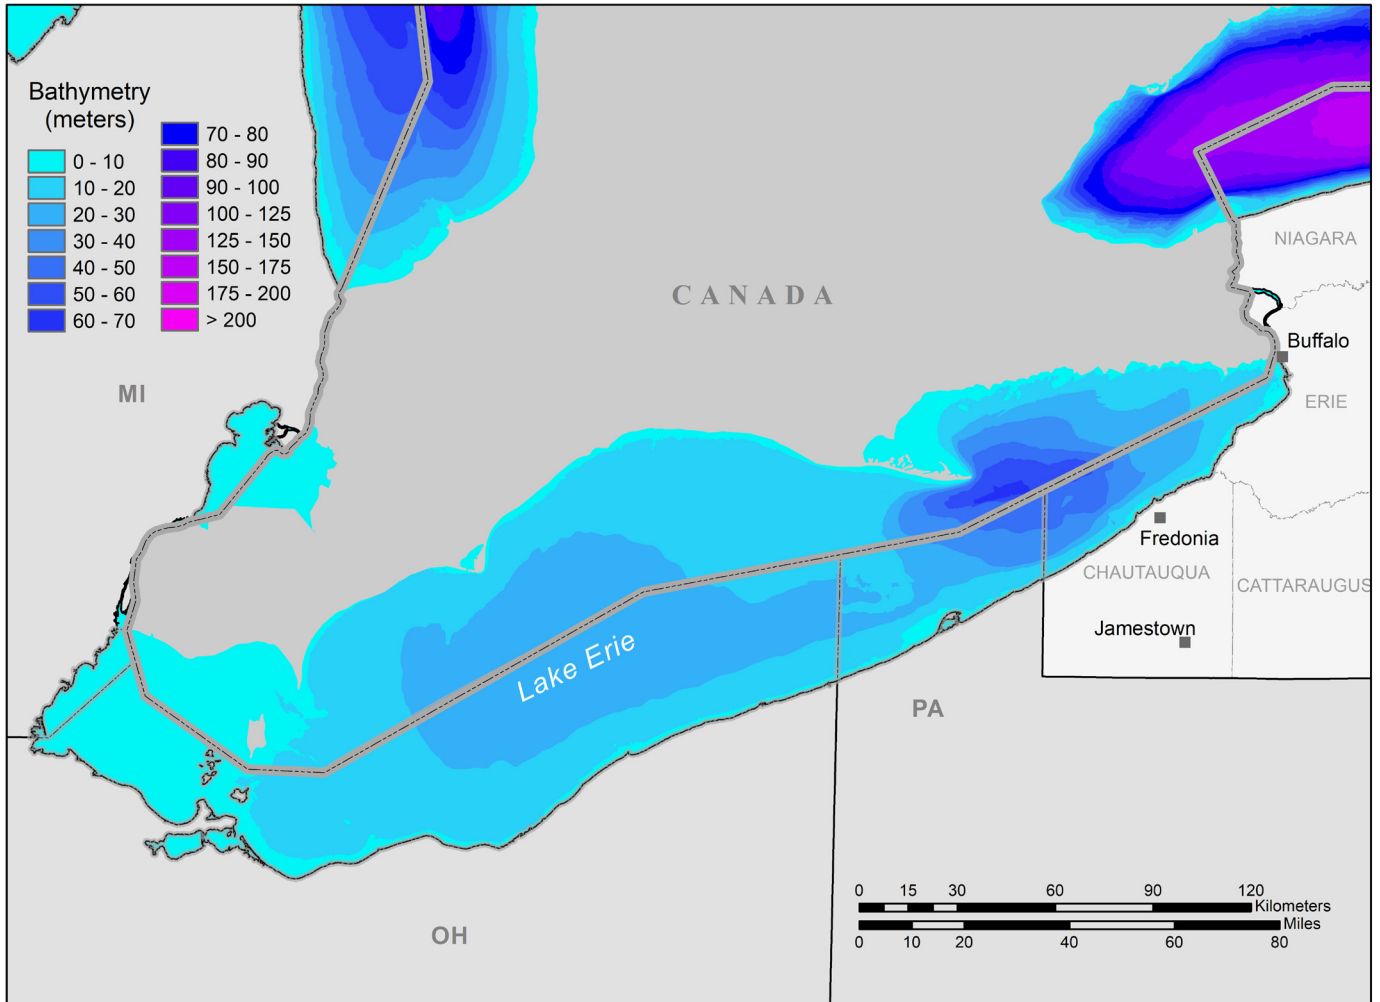 Bathymetry
(meters)
0 - 10
10 - 20
20 - 30
30 - 40
40 - 50
50 - 60
60 - 70
70 - 80
80 - 90
90 - 100
100 - 125
125 - 150
150 - 175
175 - 200
> 200
CANADA
NIAGARA
Buffalo
MI
ERIE
Fredonia
CHAUTAUQUA
CATTARAUGUS
Jamestown
Lake Erie
PA
OH
0 15 30 60 90 120
Kilometers
Miles
0 10 20 40 60 80